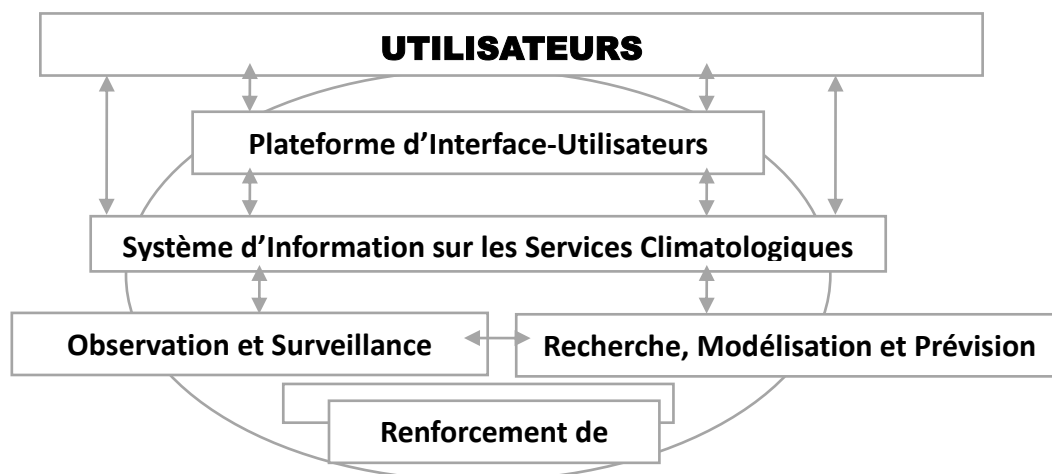 UTILISATEURS
Plateforme d’Interface-Utilisateurs
Système d’Information sur les Services Climatologiques
Observation et Surveillance
Recherche, Modélisation et Prévision
Renforcement de